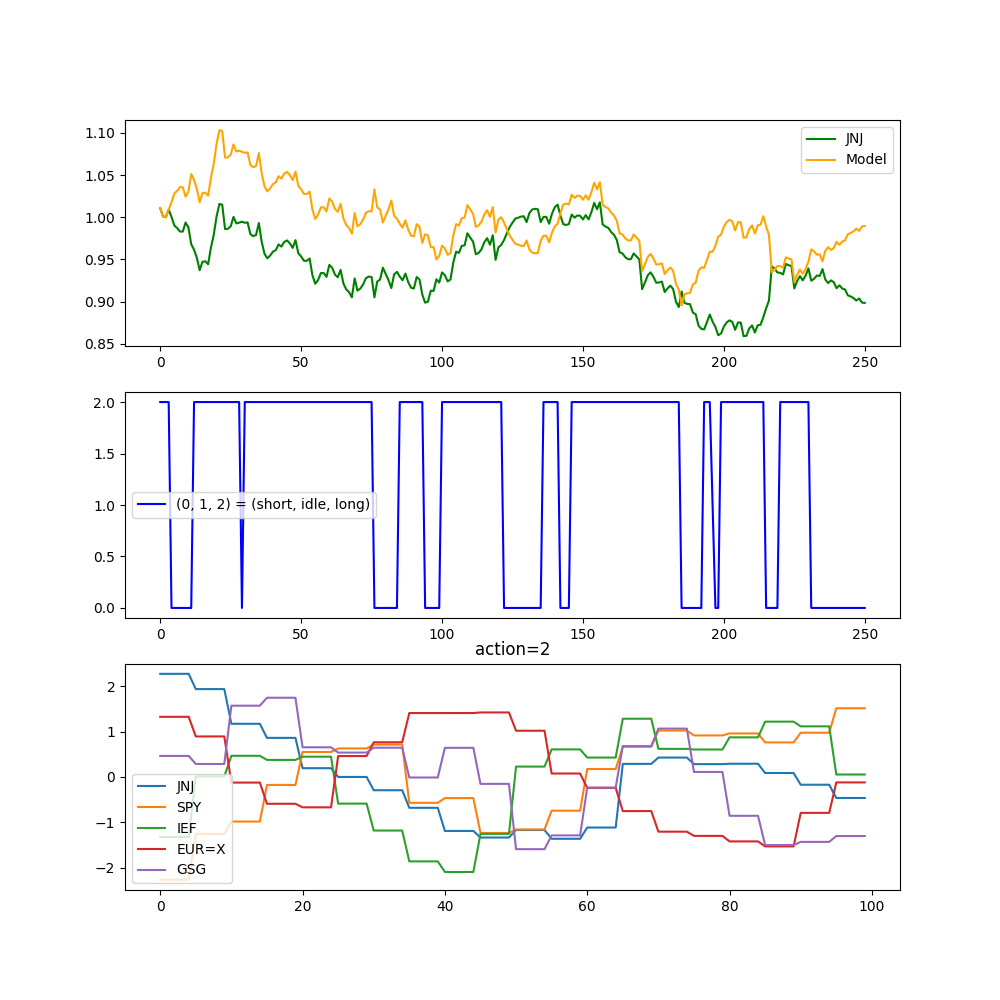 1.10
1.05
1.00
0.95
0.90
0.85
JNJ
Model
0 50 100 150 200 250
2.0
1.5
1.0
0.5
0.0
(0, 1, 2) = (short, idle, long)
0 50 100 150 200 250
action=2
2
1
0
−1
−2
JNJ
SPY
IEF
EUR=X
GSG
0 20 40 60 80 100